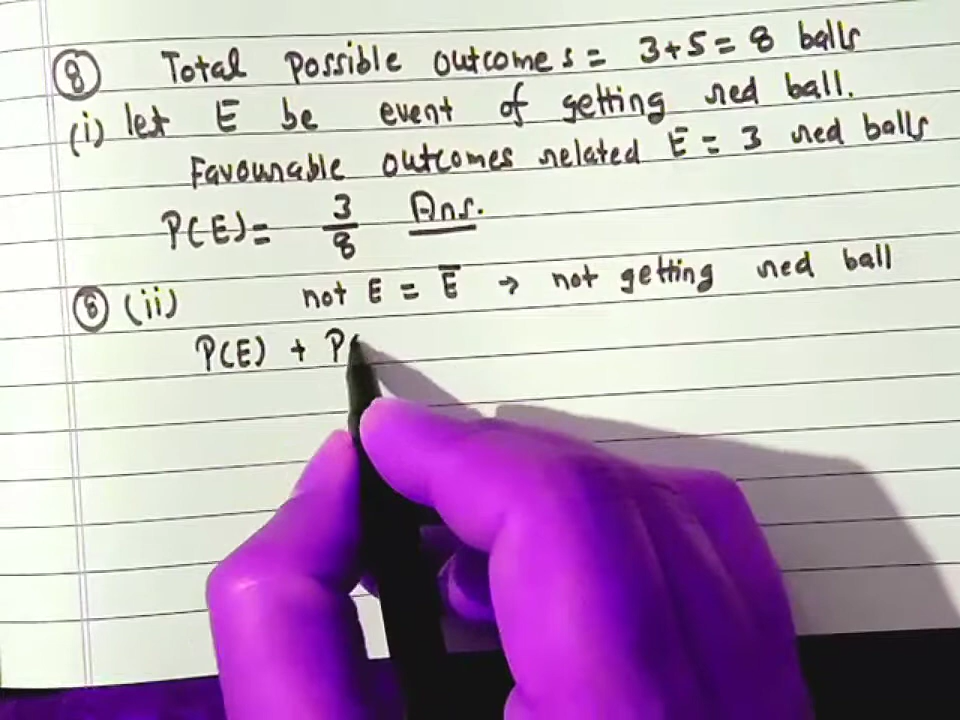 ⑧ Total possible outcomes = 3+5 = 8 balls
(i) let E be event of getting red ball.
Favourable outcomes related E = 3 red balls
P(E) = 3/8 Ans.
⑧ (ii) not E = E̅ → not getting red ball
P(E) + P(